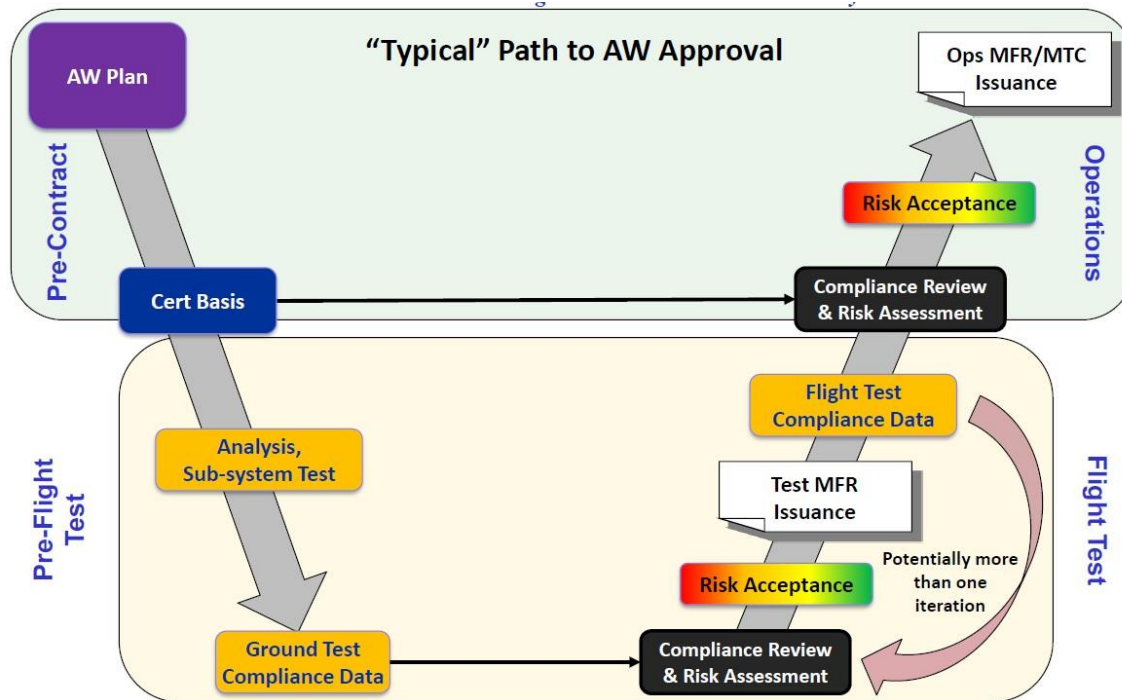 “Typical” Path to AW Approval
AW Plan
Ops MFR/MTC
Issuance
Pre-Contract
Operations
Risk Acceptance
Cert Basis
Compliance Review
& Risk Assessment
Flight Test
Compliance Data
Analysis,
Sub-system Test
Test MFR
Issuance
Pre-Flight
Test
Flight Test
Potentially more
than one
iteration
Risk Acceptance
Ground Test
Compliance Data
Compliance Review
& Risk Assessment